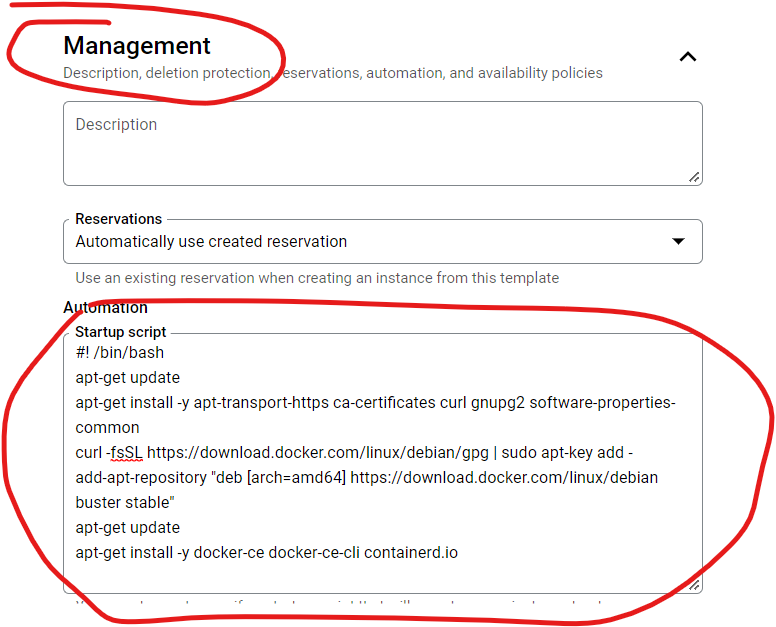 Management
Description, deletion protection, reservations, automation, and availability policies
Description
Reservations
Automatically use created reservation
Use an existing reservation when creating an instance from this template
Automation
Startup script
#! /bin/bash
apt-get update
apt-get install -y apt-transport-https ca-certificates curl gnupg2 software-properties-
common
curl -fsSL https://download.docker.com/linux/debian/gpg | sudo apt-key add -
add-apt-repository "deb [arch=amd64] https://download.docker.com/linux/debian
buster stable"
apt-get update
apt-get install -y docker-ce docker-ce-cli containerd.io